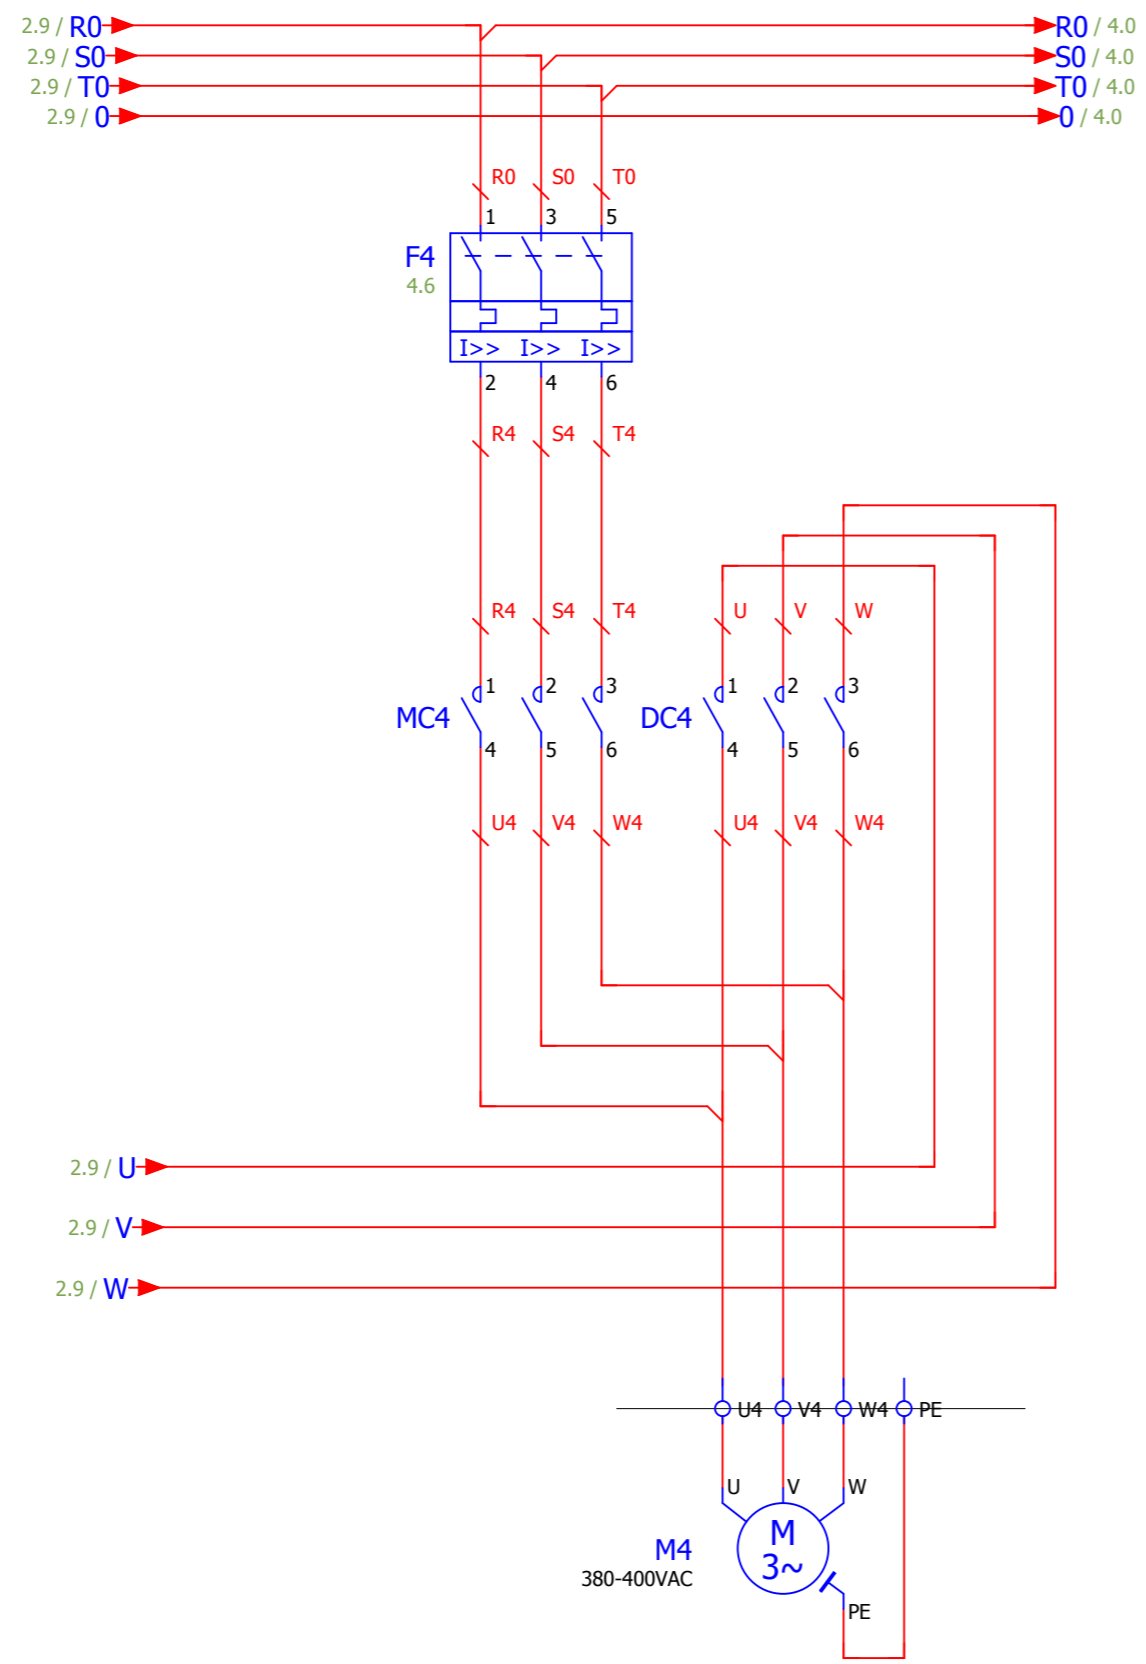 2.9 / R0 R0 / 4.0
2.9 / S0 S0 / 4.0
2.9 / T0 T0 / 4.0
2.9 / 0 0 / 4.0
R0 S0 T0
1 3 5
F4
4.6
I>> I>> I>>
2 4 6
R4 S4 T4
R4 S4 T4 U V W
1 2 3 1 2 3
MC4 DC4
4 5 6 4 5 6
U4 V4 W4 U4 V4 W4
2.9 / U
2.9 / V
2.9 / W
U4 V4 W4 PE
U V W
M
3~
M4
380-400VAC
PE